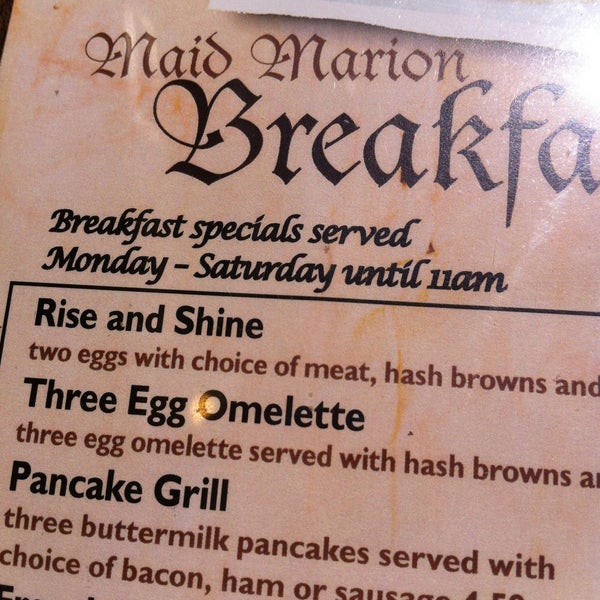 Maid Marion
Breakfa
Breakfast specials served
Monday - Saturday until 11am
Rise and Shine
two eggs with choice of meat, hash browns and
Three Egg Omelette
three egg omelette served with hash browns
Pancake Grill
three buttermilk pancakes served with
choice of bacon, ham or sausage 4.50